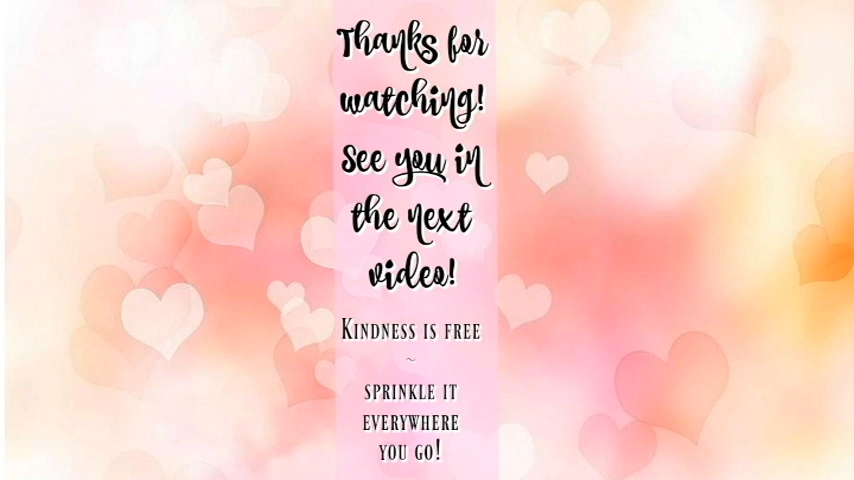 Thanks for
watching!
See you in
the next
video!
Kindness is free
~
sprinkle it
everywhere
you go!